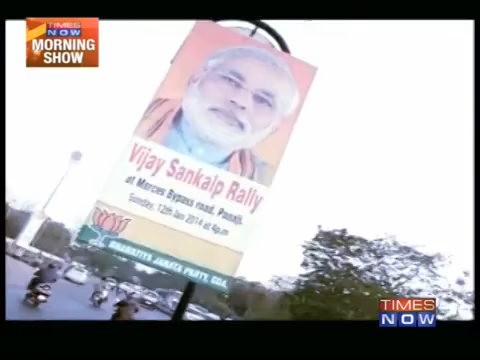 TIMES
NOW
MORNING
SHOW
Vijay Sankalp Rally
at Merces Bypass road, Panaji.
Sunday, 12th Jan 2014 at 4p.m
BHARATIYA JANATA PARTY, GOA.
TIMES
NOW